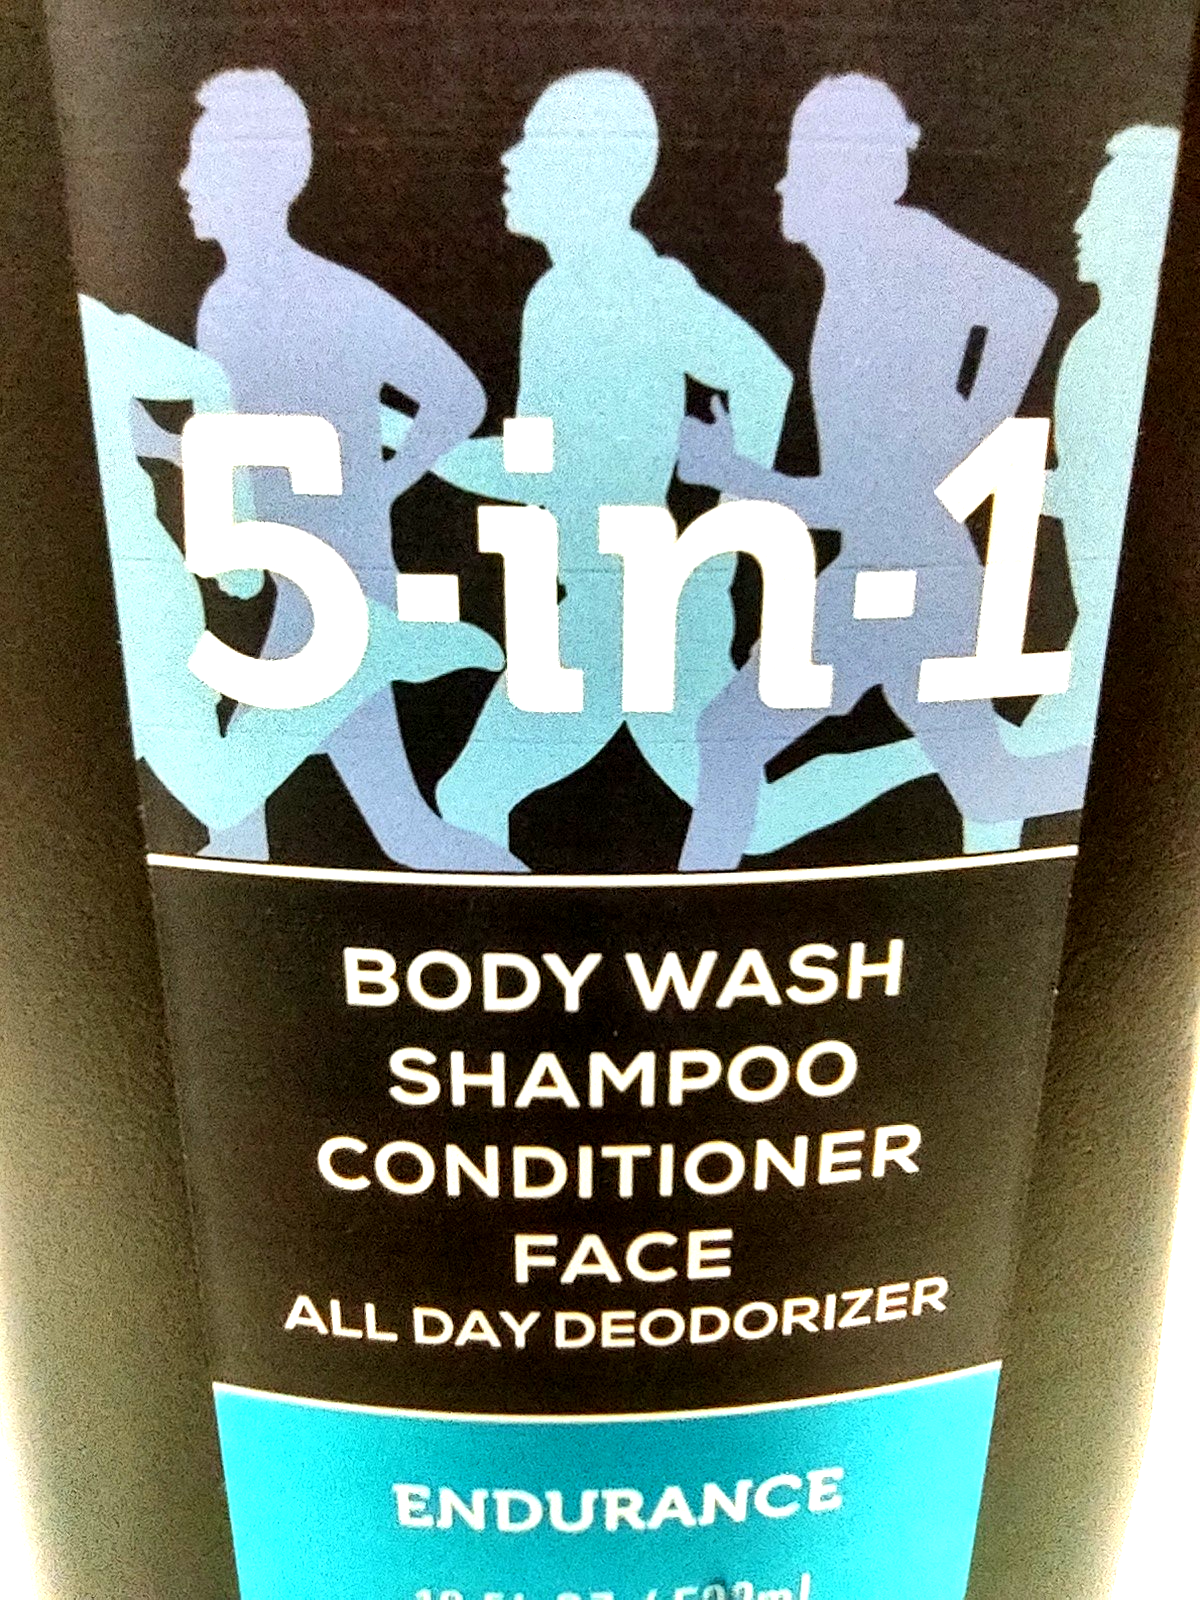 5-in-1
BODY WASH
SHAMPOO
CONDITIONER
FACE
ALL DAY DEODORIZER
ENDURANCE